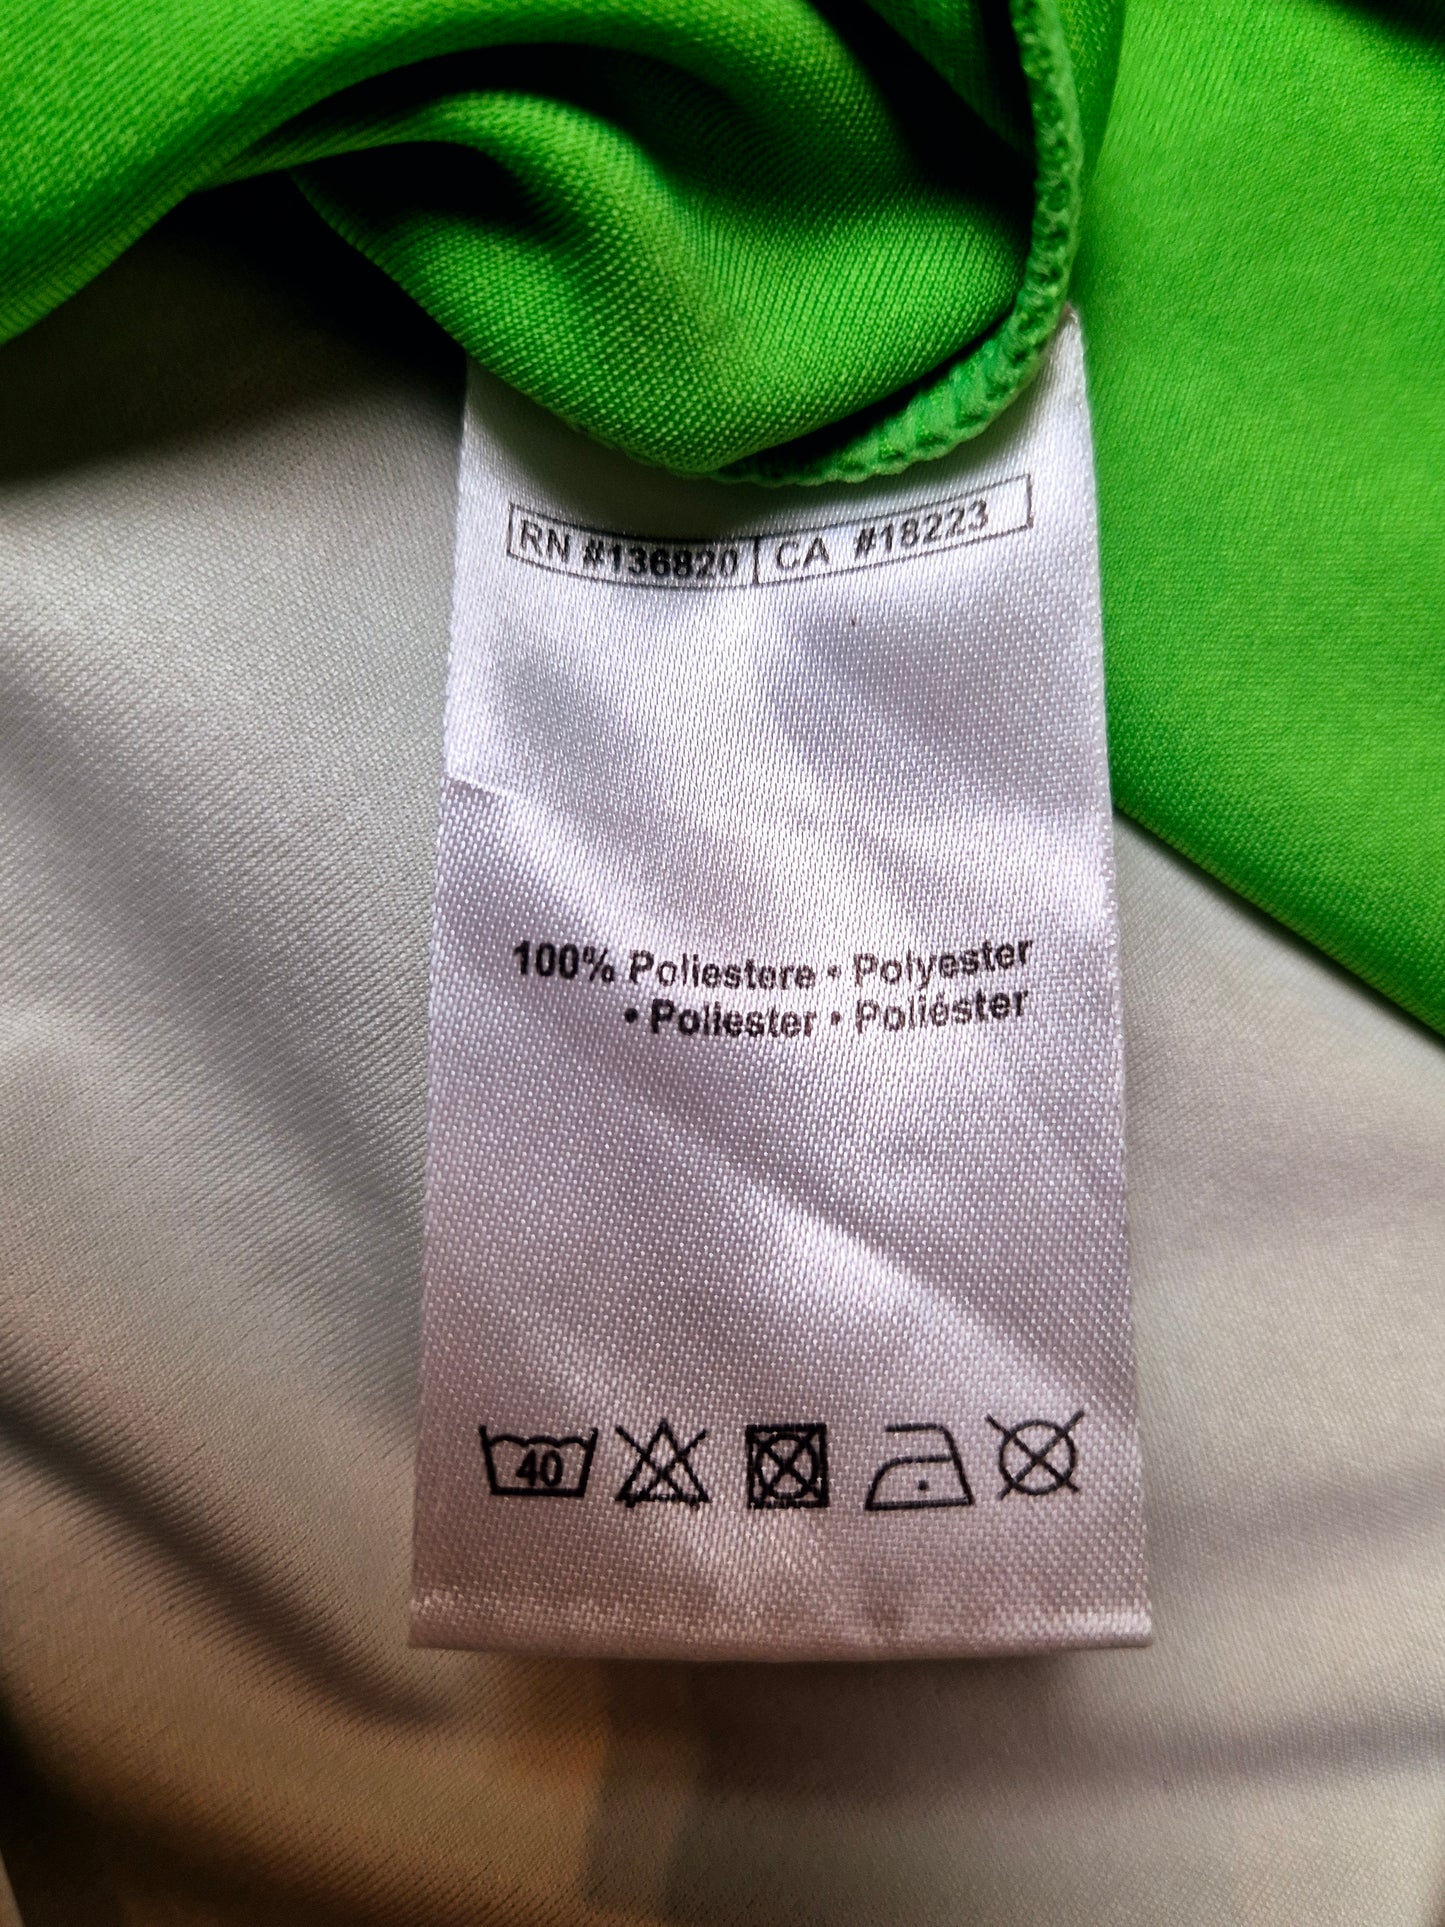 RN #136820 CA #18223
100% Poliestere • Polyester
• Poliester • Poliéster
40